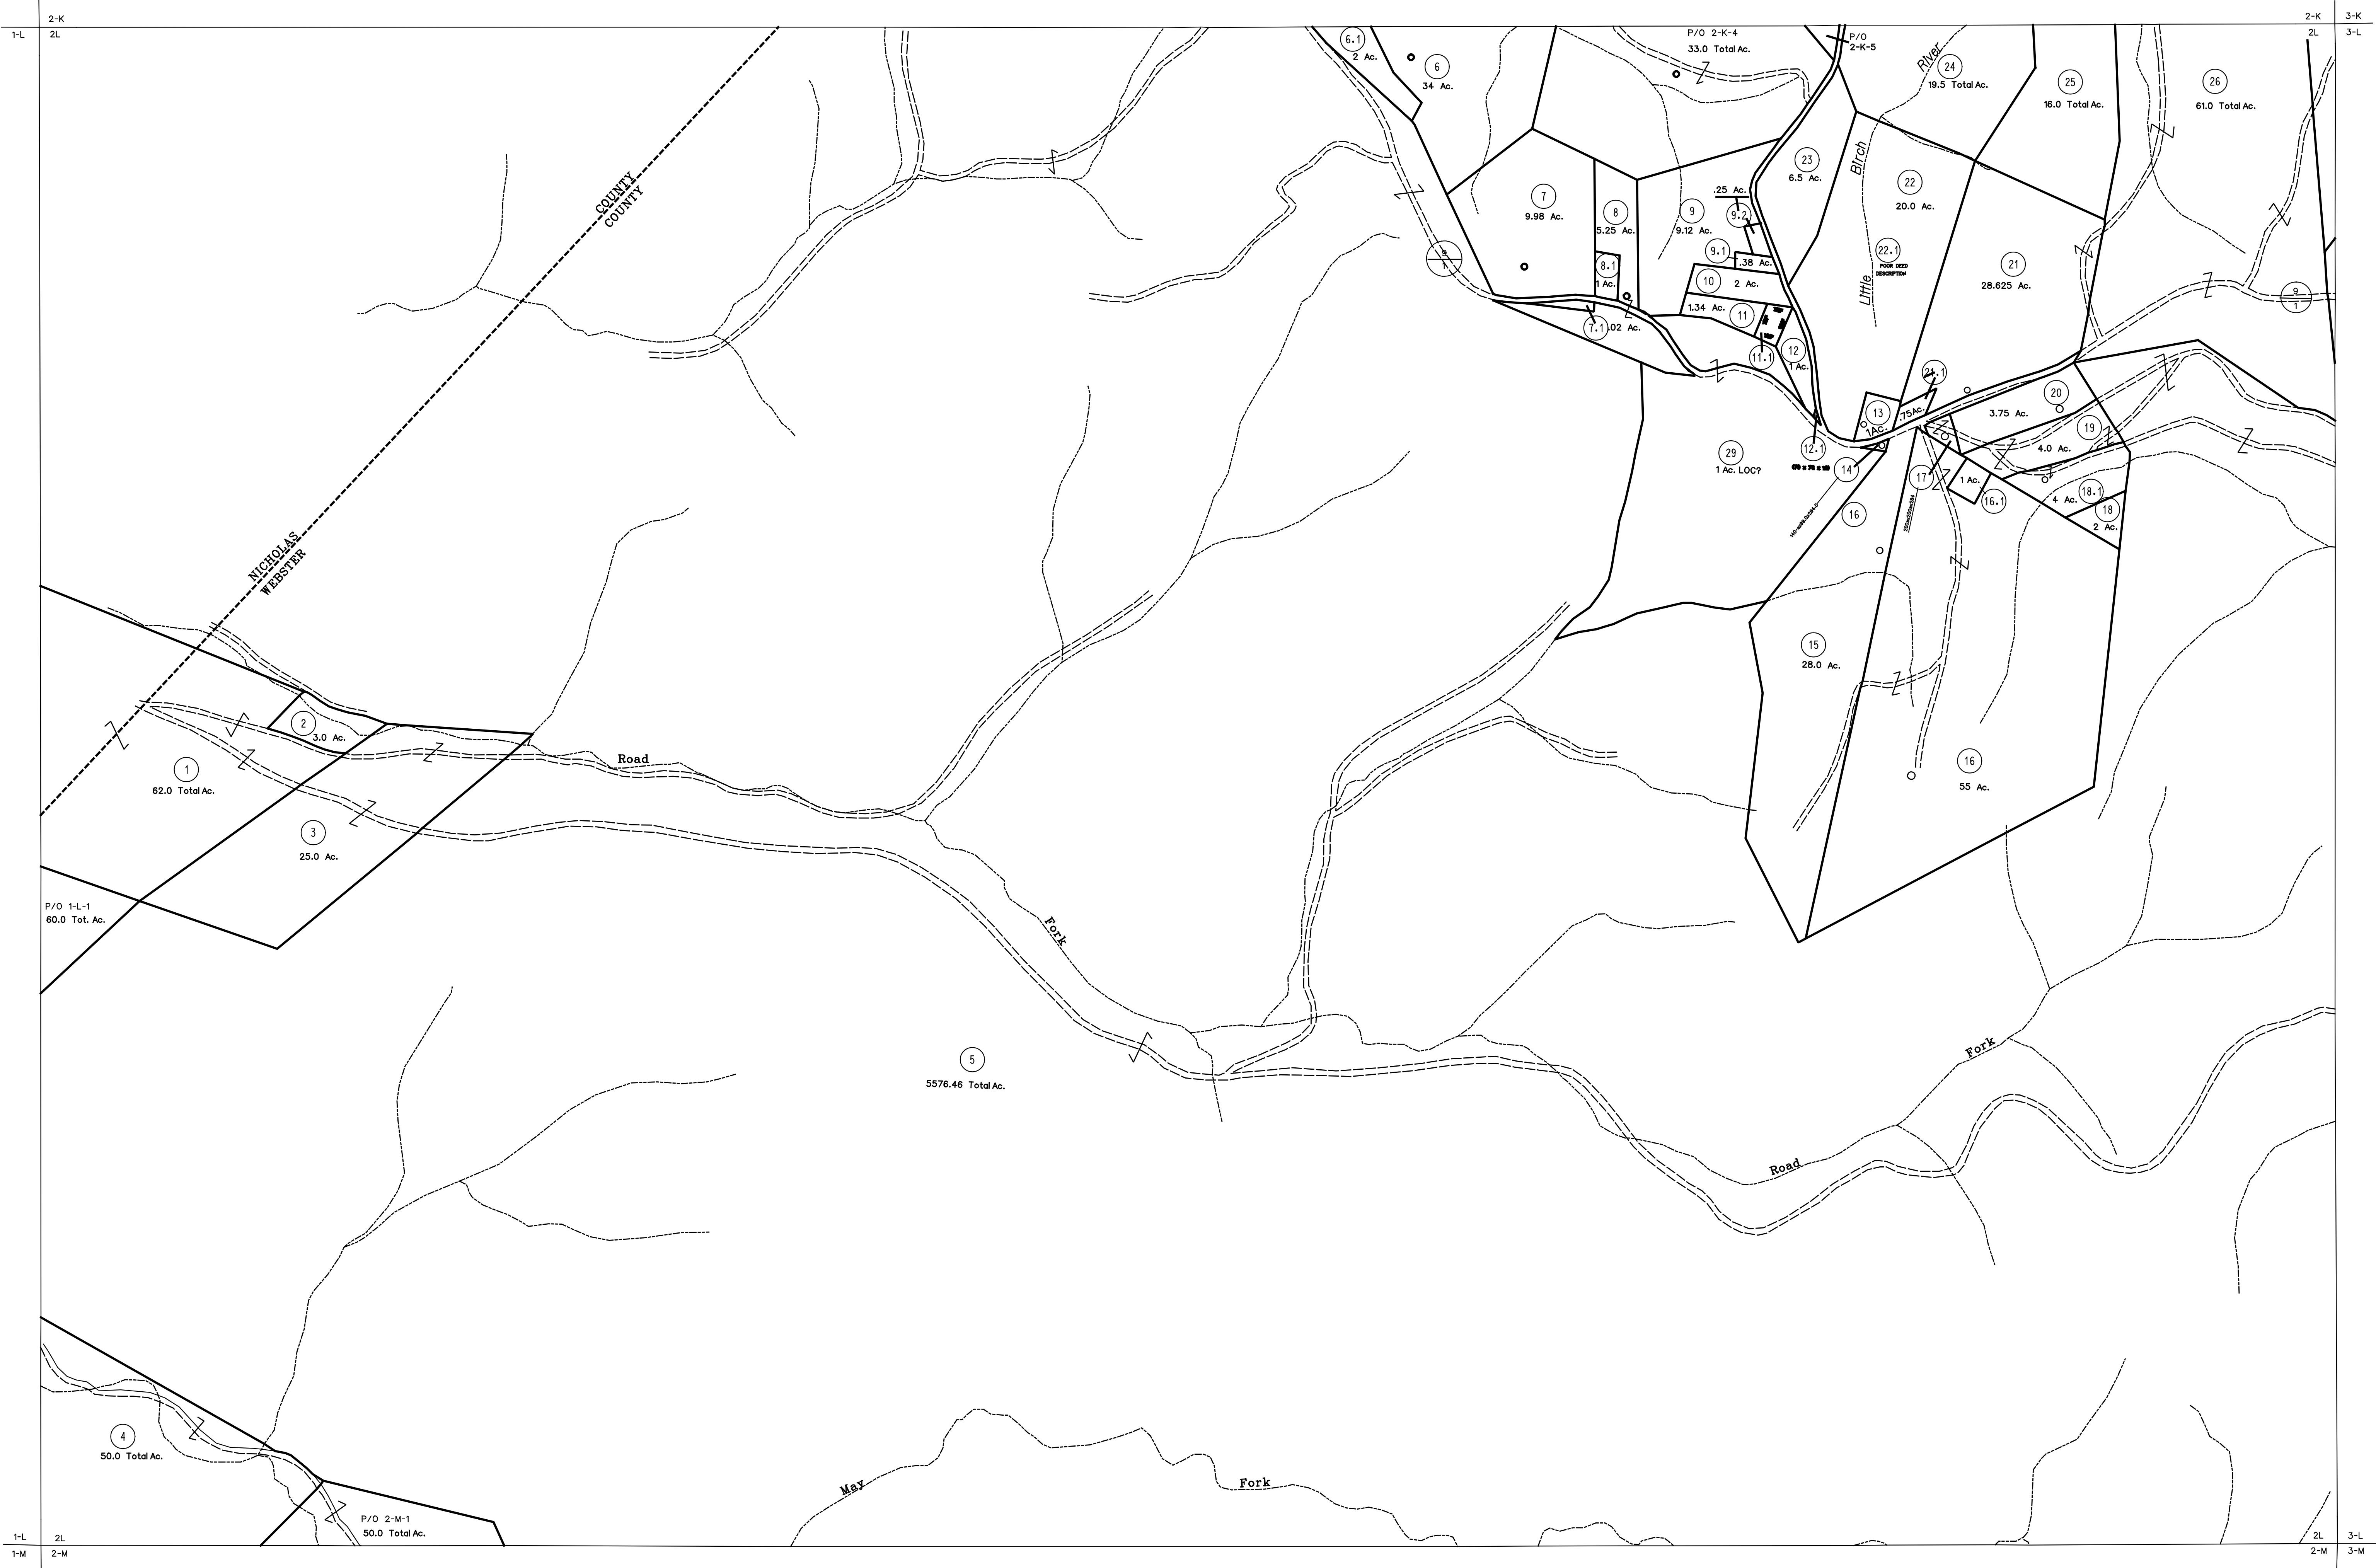 2-K
1-L
2L
2-K
3-K
2L
3-L
COUNTY
COUNTY
NICHOLAS
WEBSTER
6.1
2 Ac.
6
34 Ac.
P/O 2-K-4
33.0 Total Ac.
P/O
2-K-5
River
24
19.5 Total Ac.
25
16.0 Total Ac.
26
61.0 Total Ac.
7
9.98 Ac.
8
5.25 Ac.
8.1
1 Ac.
9
9.12 Ac.
.25 Ac.
9.2
9.1
.38 Ac.
10
2 Ac.
1.34 Ac.
11
11.1
7.1
.02 Ac.
12
1 Ac.
12.1
23
6.5 Ac.
Birch
Little
22
20.0 Ac.
22.1
POOR DEED
DESCRIPTION
21
28.625 Ac.
9
1
9
1
21.1
.75Ac.
13
1Ac.
14
20
3.75 Ac.
19
4.0 Ac.
18.1
4 Ac.
18
2 Ac.
17
1 Ac.
16.1
16
29
1 Ac. LOC?
15
28.0 Ac.
16
55 Ac.
2
3.0 Ac.
1
62.0 Total Ac.
3
25.0 Ac.
P/O 1-L-1
60.0 Tot. Ac.
Road
Fork
5
5576.46 Total Ac.
Fork
Road
4
50.0 Total Ac.
P/O 2-M-1
50.0 Total Ac.
May
Fork
1-L
2L
1-M
2-M
2L
3-L
2-M
3-M